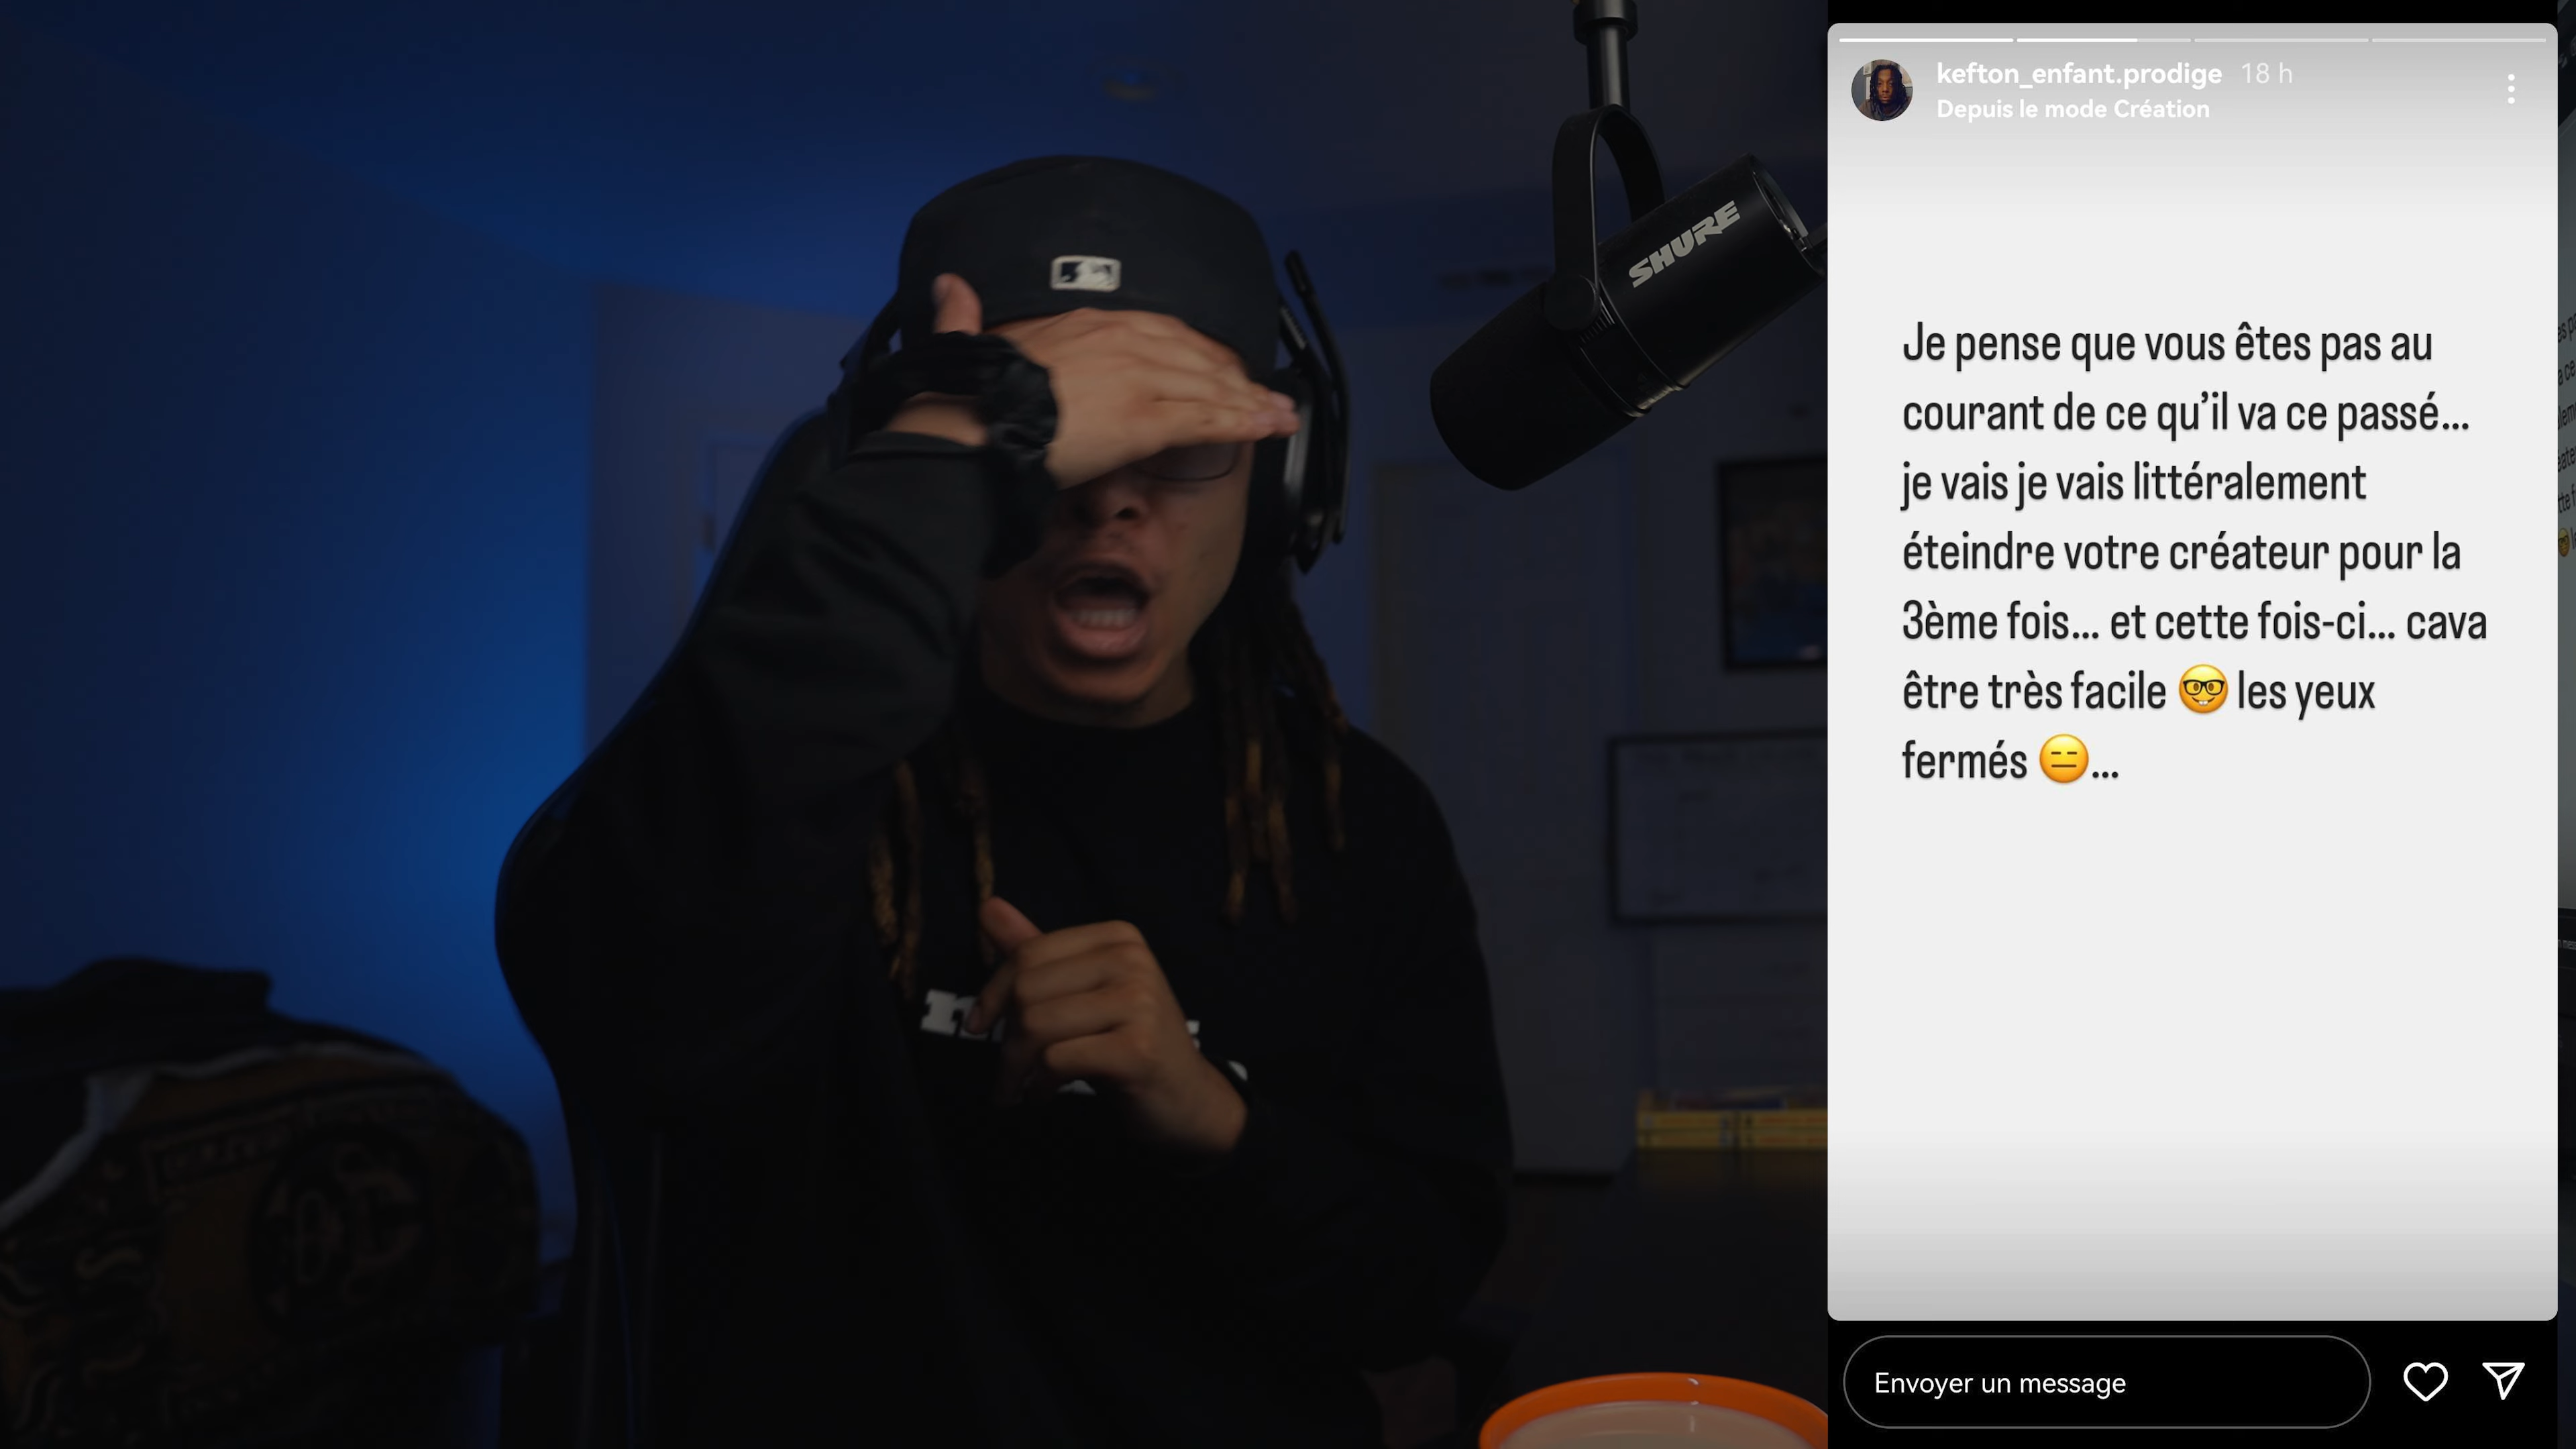 SHURE
kefton_enfant.prodige 18 h
Depuis le mode Création
Je pense que vous êtes pas au
courant de ce qu’il va ce passé...
je vais je vais littéralement
éteindre votre créateur pour la
3ème fois... et cette fois-ci... cava
être très facile 🤓 les yeux
fermés 😑...
Envoyer un message